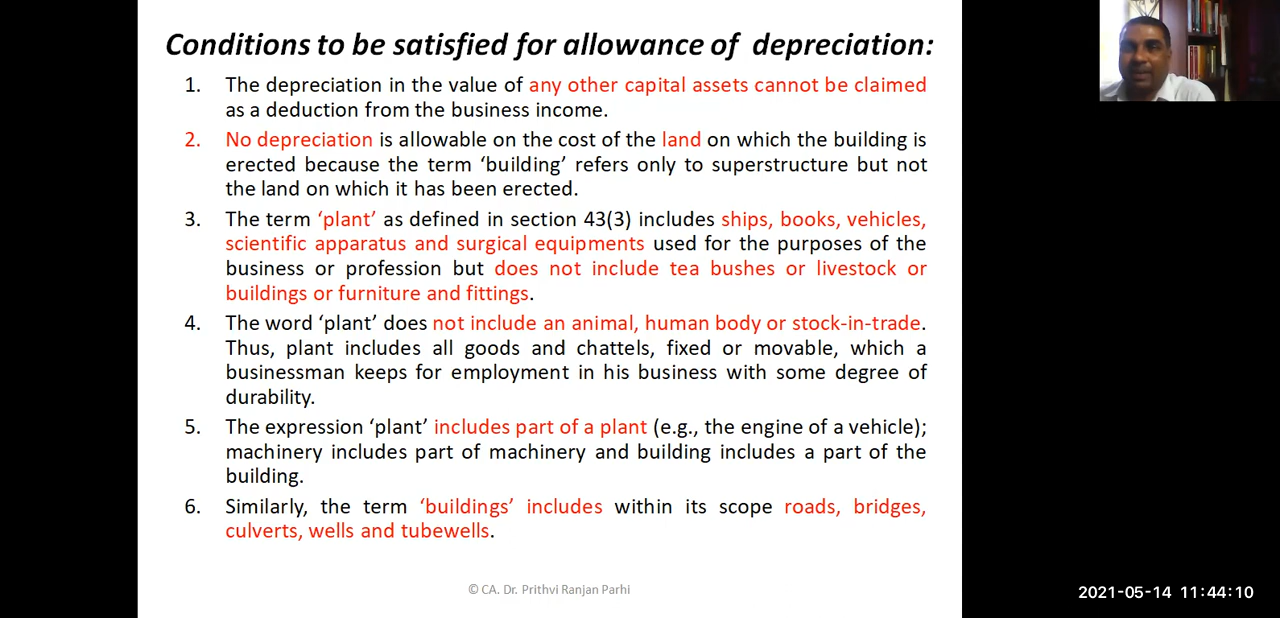 Conditions to be satisfied for allowance of depreciation:
1. The depreciation in the value of any other capital assets cannot be claimed
as a deduction from the business income.
2. No depreciation is allowable on the cost of the land on which the building is
erected because the term ‘building’ refers only to superstructure but not
the land on which it has been erected.
3. The term ‘plant’ as defined in section 43(3) includes ships, books, vehicles,
scientific apparatus and surgical equipments used for the purposes of the
business or profession but does not include tea bushes or livestock or
buildings or furniture and fittings.
4. The word ‘plant’ does not include an animal, human body or stock-in-trade.
Thus, plant includes all goods and chattels, fixed or movable, which a
businessman keeps for employment in his business with some degree of
durability.
5. The expression ‘plant’ includes part of a plant (e.g., the engine of a vehicle);
machinery includes part of machinery and building includes a part of the
building.
6. Similarly, the term ‘buildings’ includes within its scope roads, bridges,
culverts, wells and tubewells.
© CA. Dr. Prithvi Ranjan Parhi
2021-05-14 11:44:10